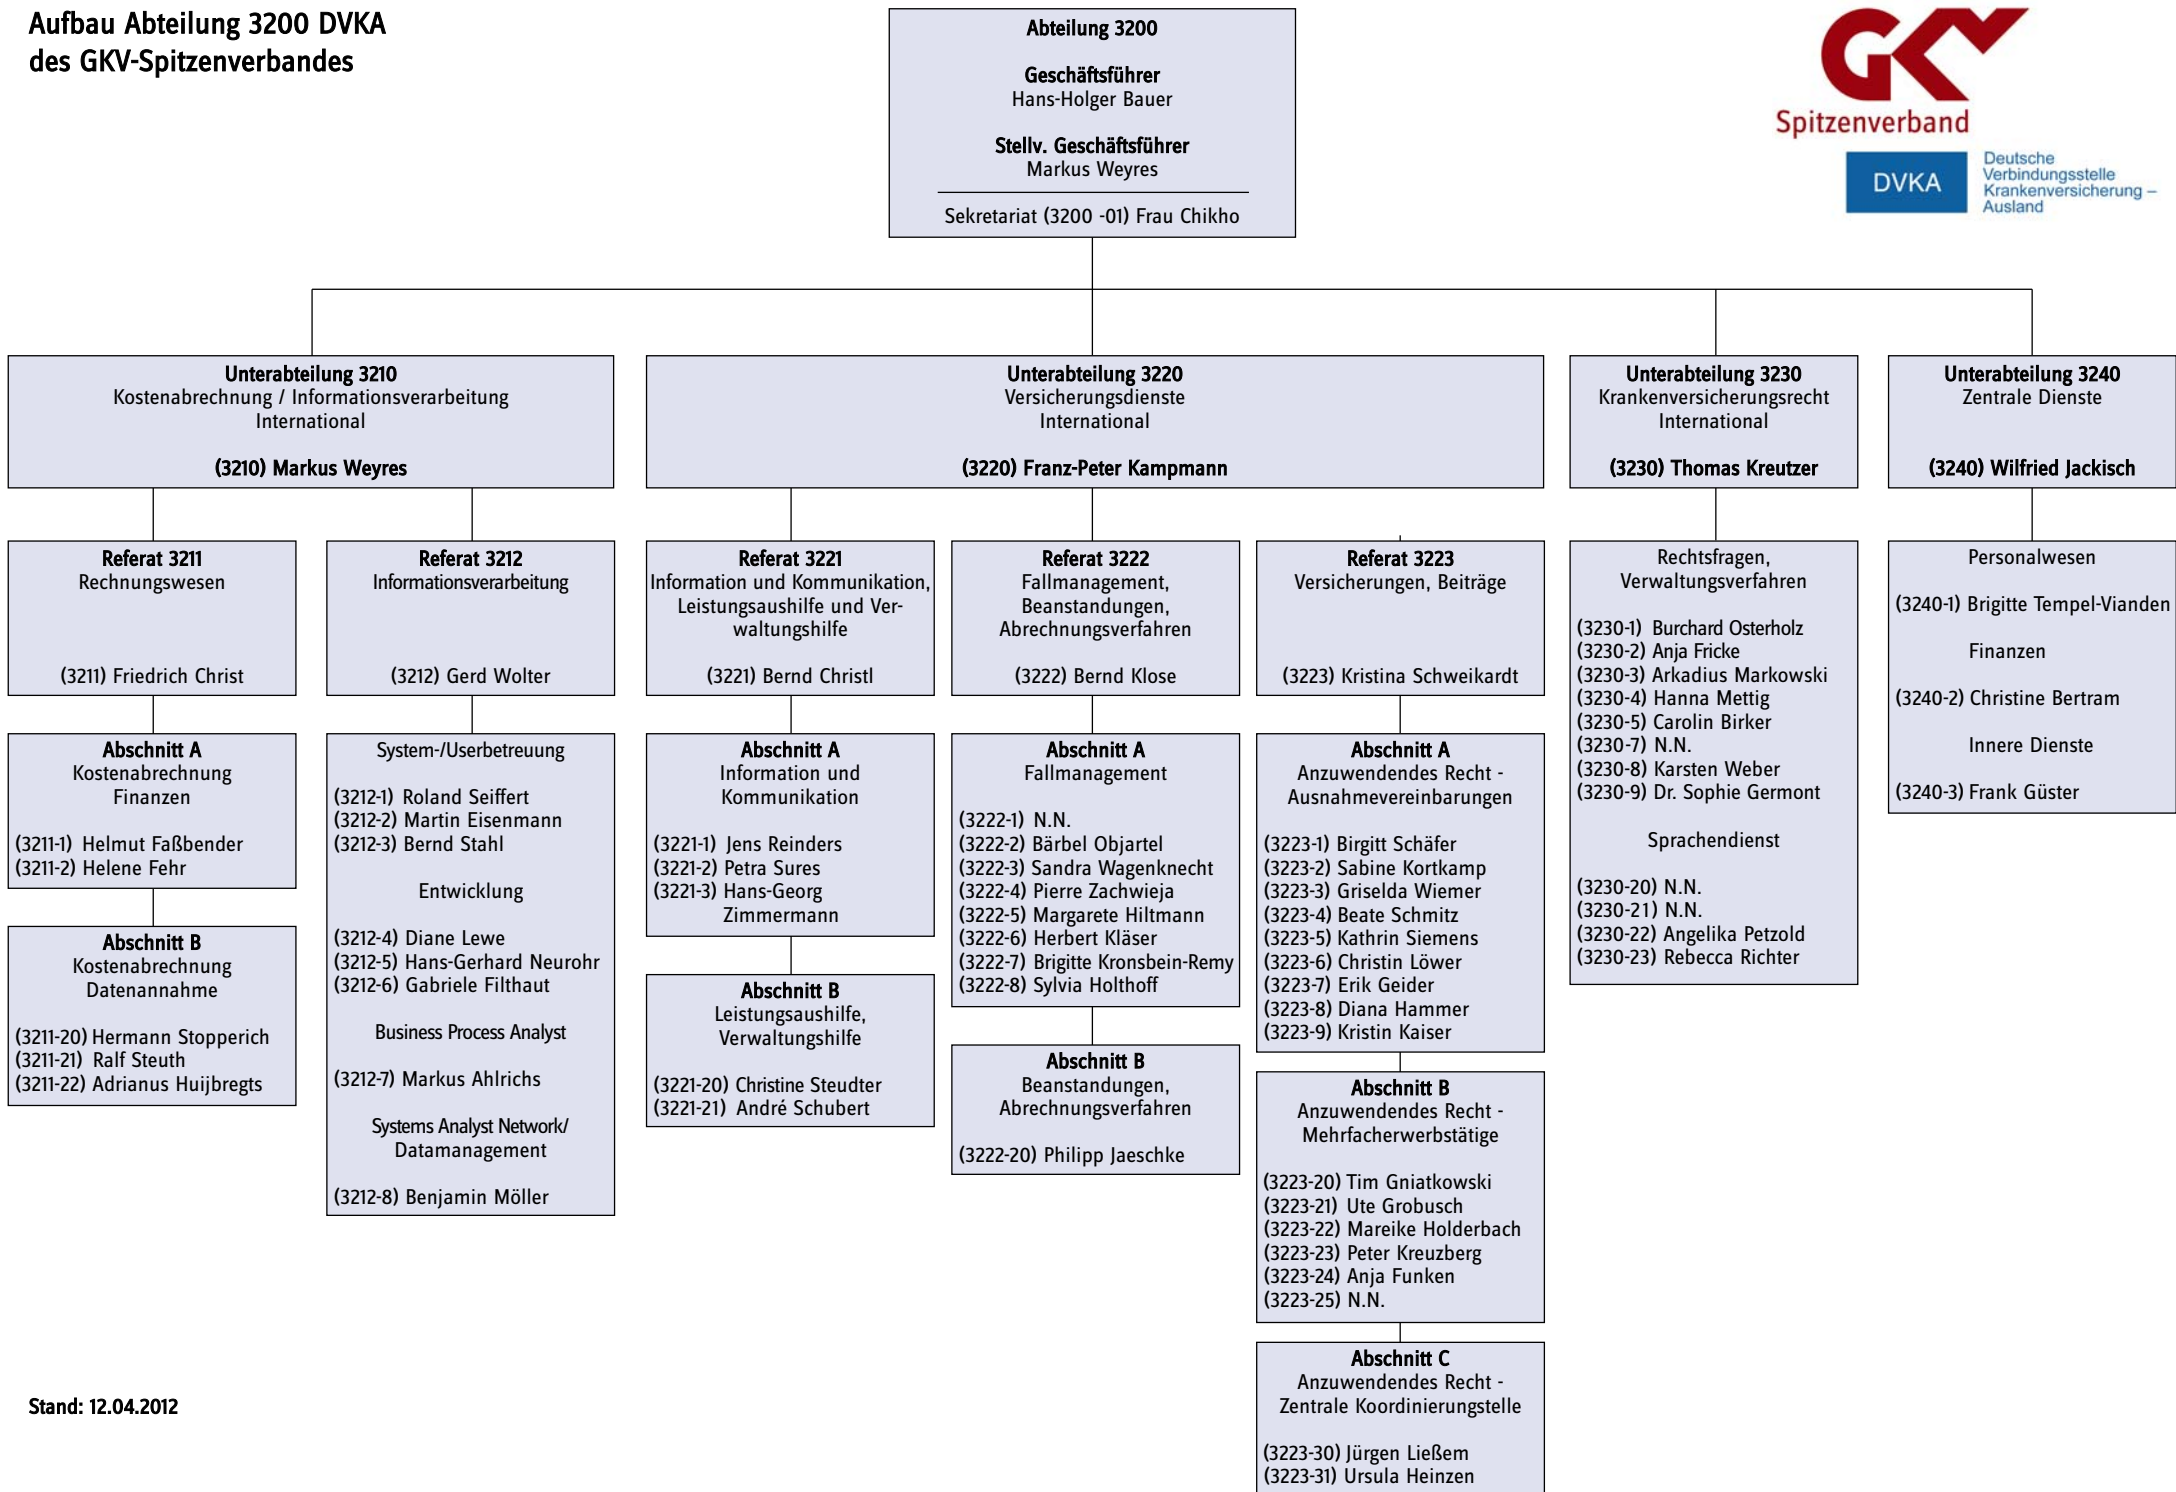 Aufbau Abteilung 3200 DVKA
des GKV-Spitzenverbandes
Abteilung 3200
Geschäftsführer
Hans-Holger Bauer
Stellv. Geschäftsführer
Markus Weyres
Sekretariat (3200 -01) Frau Chikho
GKV
Spitzenverband
DVKA
Deutsche
Verbindungsstelle
Krankenversicherung –
Ausland
Unterabteilung 3210
Kostenabrechnung / Informationsverarbeitung
International
(3210) Markus Weyres
Unterabteilung 3220
Versicherungsdienste
International
(3220) Franz-Peter Kampmann
Unterabteilung 3230
Krankenversicherungsrecht
International
(3230) Thomas Kreutzer
Unterabteilung 3240
Zentrale Dienste
(3240) Wilfried Jackisch
Referat 3211
Rechnungswesen
(3211) Friedrich Christ
Abschnitt A
Kostenabrechnung
Finanzen
(3211-1) Helmut Faßbender
(3211-2) Helene Fehr
Abschnitt B
Kostenabrechnung
Datenannahme
(3211-20) Hermann Stopperich
(3211-21) Ralf Steuth
(3211-22) Adrianus Huijbregts
Referat 3212
Informationsverarbeitung
(3212) Gerd Wolter
System-/Userbetreuung
(3212-1) Roland Seiffert
(3212-2) Martin Eisenmann
(3212-3) Bernd Stahl
Entwicklung
(3212-4) Diane Lewe
(3212-5) Hans-Gerhard Neurohr
(3212-6) Gabriele Filthaut
Business Process Analyst
(3212-7) Markus Ahlrichs
Systems Analyst Network/
Datamanagement
(3212-8) Benjamin Möller
Referat 3221
Information und Kommunikation,
Leistungsaushilfe und Ver-
waltungshilfe
(3221) Bernd Christl
Abschnitt A
Information und
Kommunikation
(3221-1) Jens Reinders
(3221-2) Petra Sures
(3221-3) Hans-Georg
Zimmermann
Abschnitt B
Leistungsaushilfe,
Verwaltungshilfe
(3221-20) Christine Steudter
(3221-21) André Schubert
Referat 3222
Fallmanagement,
Beanstandungen,
Abrechnungsverfahren
(3222) Bernd Klose
Abschnitt A
Fallmanagement
(3222-1) N.N.
(3222-2) Bärbel Objartel
(3222-3) Sandra Wagenknecht
(3222-4) Pierre Zachwieja
(3222-5) Margarete Hiltmann
(3222-6) Herbert Kläser
(3222-7) Brigitte Kronsbein-Remy
(3222-8) Sylvia Holthoff
Abschnitt B
Beanstandungen,
Abrechnungsverfahren
(3222-20) Philipp Jaeschke
Referat 3223
Versicherungen, Beiträge
(3223) Kristina Schweikardt
Abschnitt A
Anzuwendendes Recht -
Ausnahmevereinbarungen
(3223-1) Birgitt Schäfer
(3223-2) Sabine Kortkamp
(3223-3) Griselda Wiemer
(3223-4) Beate Schmitz
(3223-5) Kathrin Siemens
(3223-6) Christin Löwer
(3223-7) Erik Geider
(3223-8) Diana Hammer
(3223-9) Kristin Kaiser
Abschnitt B
Anzuwendendes Recht -
Mehrfacherwerbstätige
(3223-20) Tim Gniatkowski
(3223-21) Ute Grobusch
(3223-22) Mareike Holderbach
(3223-23) Peter Kreuzberg
(3223-24) Anja Funken
(3223-25) N.N.
Abschnitt C
Anzuwendendes Recht -
Zentrale Koordinierungstelle
(3223-30) Jürgen Ließem
(3223-31) Ursula Heinzen
Rechtsfragen,
Verwaltungsverfahren
(3230-1) Burchard Osterholz
(3230-2) Anja Fricke
(3230-3) Arkadius Markowski
(3230-4) Hanna Mettig
(3230-5) Carolin Birker
(3230-7) N.N.
(3230-8) Karsten Weber
(3230-9) Dr. Sophie Germont
Sprachendienst
(3230-20) N.N.
(3230-21) N.N.
(3230-22) Angelika Petzold
(3230-23) Rebecca Richter
Personalwesen
(3240-1) Brigitte Tempel-Vianden
Finanzen
(3240-2) Christine Bertram
Innere Dienste
(3240-3) Frank Güster
Stand: 12.04.2012